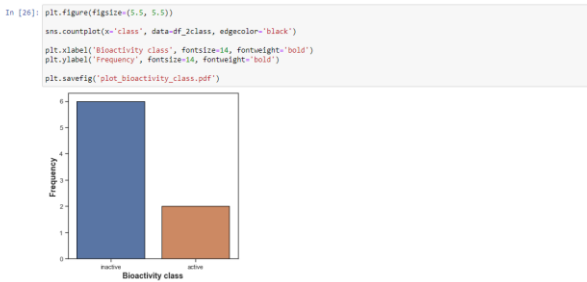 In [26]: plt.figure(figsize=(5.5, 5.5))
sns.countplot(x='class', data=df_2class, edgecolor='black')
plt.xlabel('Bioactivity class', fontsize=14, fontweight='bold')
plt.ylabel('Frequency', fontsize=14, fontweight='bold')
plt.savefig('plot_bioactivity_class.pdf')
6
5
4
3
2
1
0
Frequency
inactive active
Bioactivity class